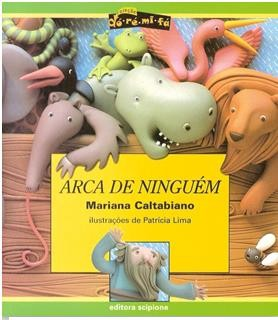 dó·ré·mi·fá
ARCA DE NINGUÉM
Mariana Caltabiano
ilustrações de Patrícia Lima
editora scipione